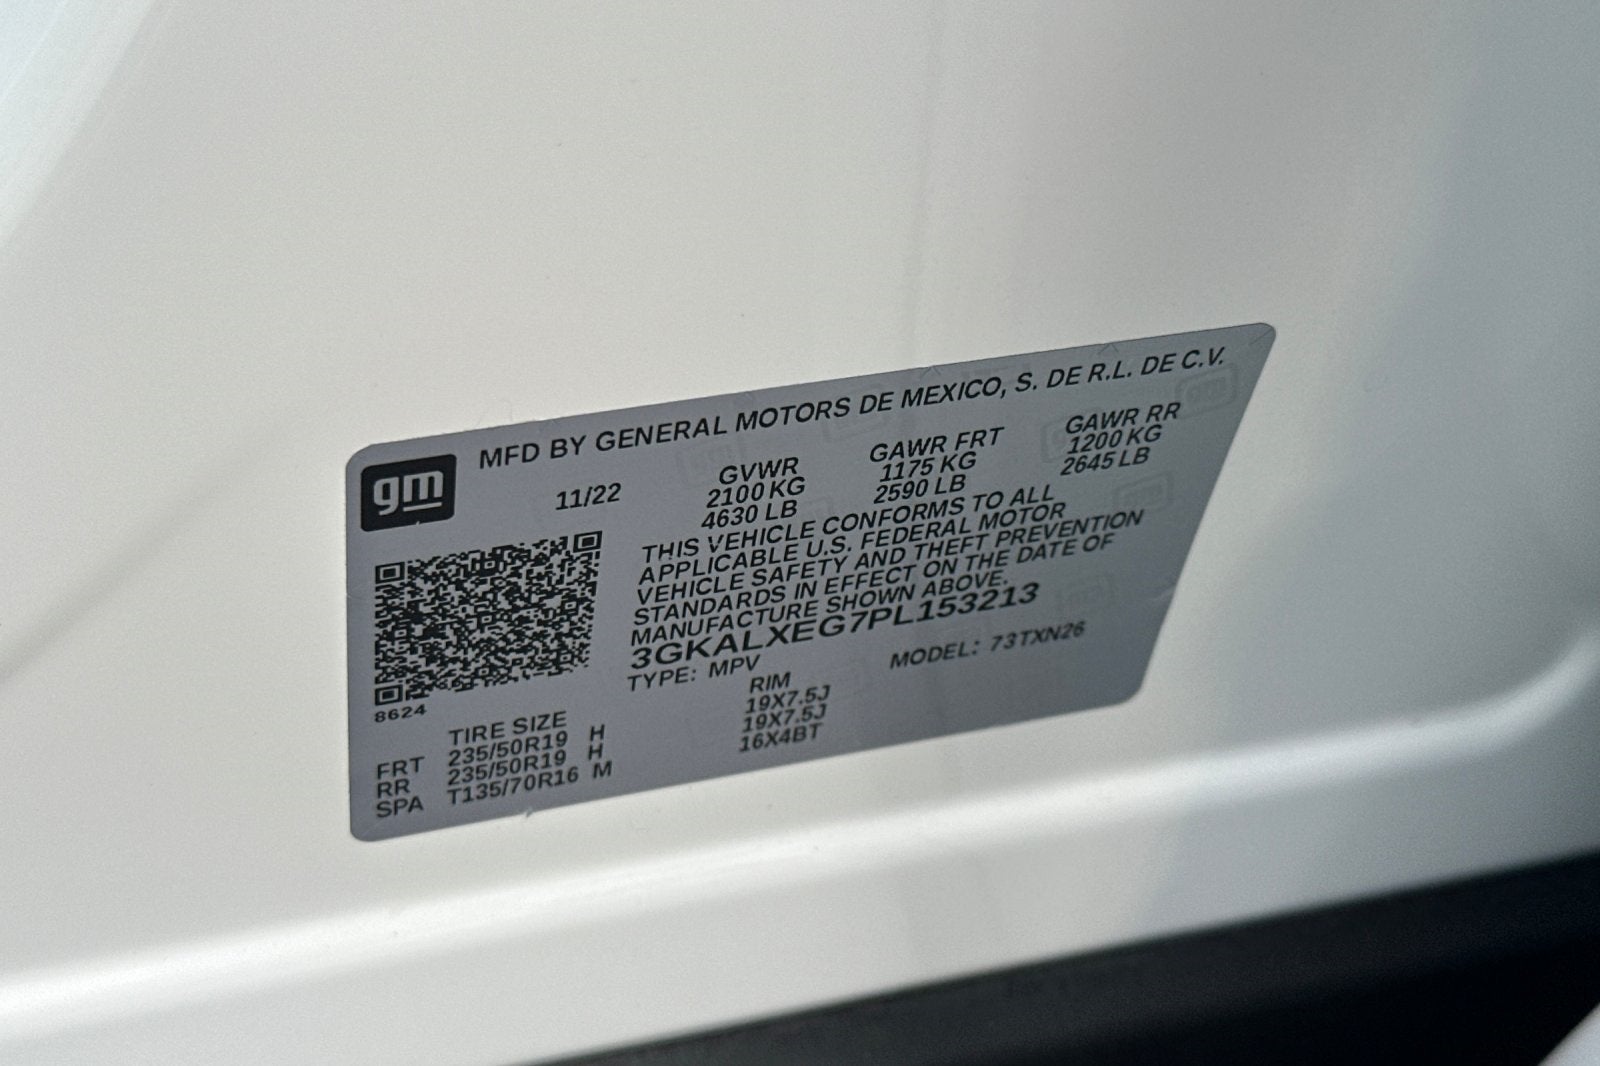 MFD BY GENERAL MOTORS DE MEXICO, S. DE R.L. DE C.V.
gm
11/22
GVWR
2100 KG
4630 LB
GAWR FRT
1175 KG
2590 LB
GAWR RR
1200 KG
2645 LB
THIS VEHICLE CONFORMS TO ALL
APPLICABLE U.S. FEDERAL MOTOR
VEHICLE SAFETY AND THEFT PREVENTION
STANDARDS IN EFFECT ON THE DATE OF
MANUFACTURE SHOWN ABOVE.
3GKALXEG7PL153213
TYPE: MPV MODEL: 73TXN26
8624
TIRE SIZE RIM
FRT 235/50R19 H 19X7.5J
RR 235/50R19 H 19X7.5J
SPA T135/70R16 M 16X4BT